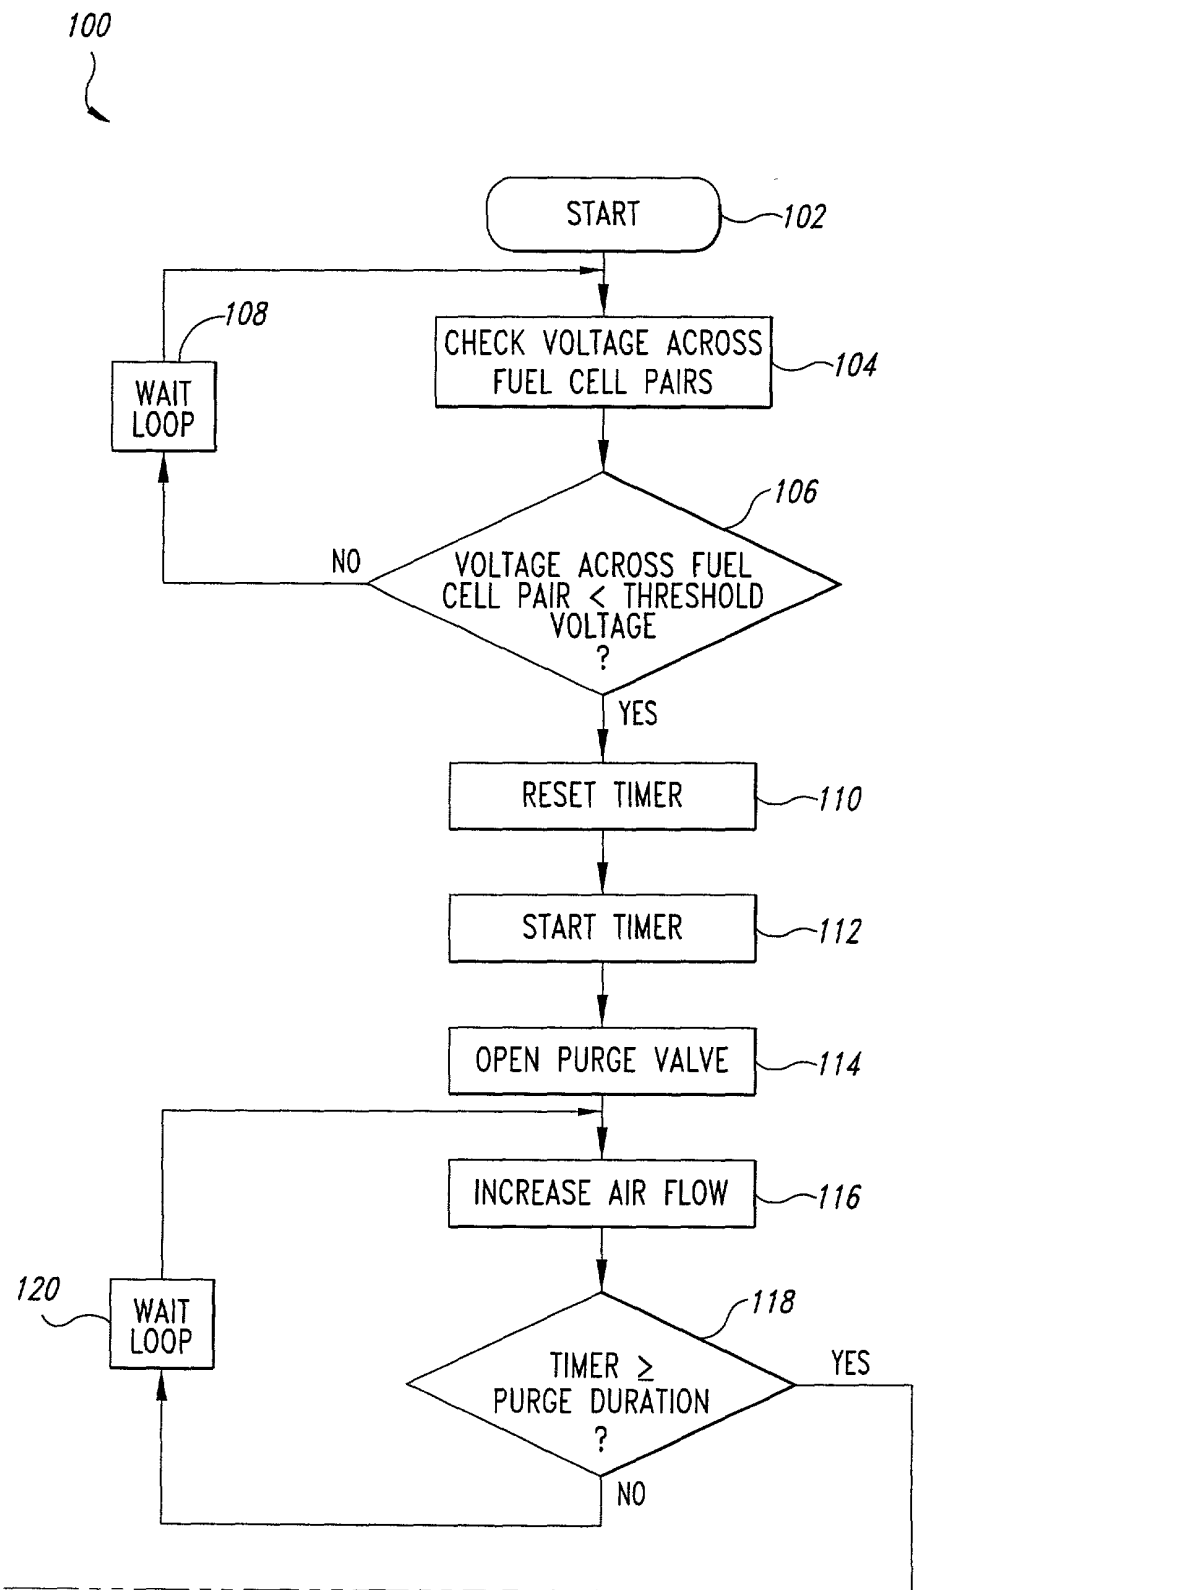 100
START
102
108
WAIT
LOOP
CHECK VOLTAGE ACROSS
FUEL CELL PAIRS
104
106
NO
VOLTAGE ACROSS FUEL
CELL PAIR < THRESHOLD
VOLTAGE
?
YES
RESET TIMER
110
START TIMER
112
OPEN PURGE VALVE
114
INCREASE AIR FLOW
116
120
WAIT
LOOP
118
TIMER ≥
PURGE DURATION
?
YES
NO